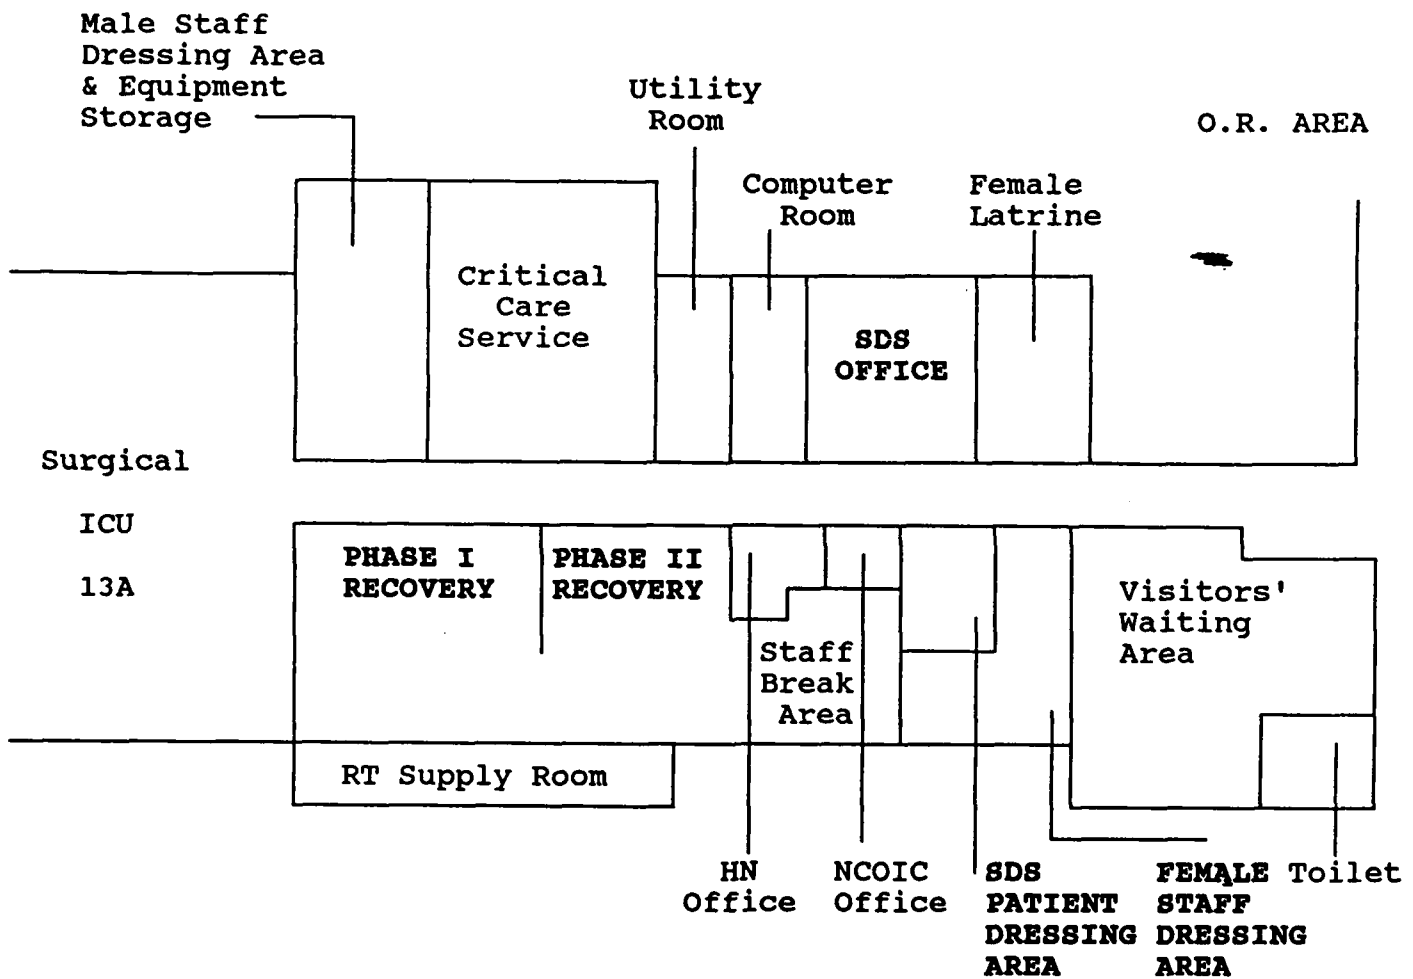 Male Staff
Dressing Area
& Equipment
Storage
Utility
Room
O.R. AREA
Computer
Room
Female
Latrine
Critical
Care
Service
SDS
OFFICE
Surgical
ICU
13A
PHASE I
RECOVERY
PHASE II
RECOVERY
Visitors'
Waiting
Area
Staff
Break
Area
RT Supply Room
HN
Office
NCOIC
Office
SDS
PATIENT
DRESSING
AREA
FEMALE
STAFF
DRESSING
AREA
Toilet